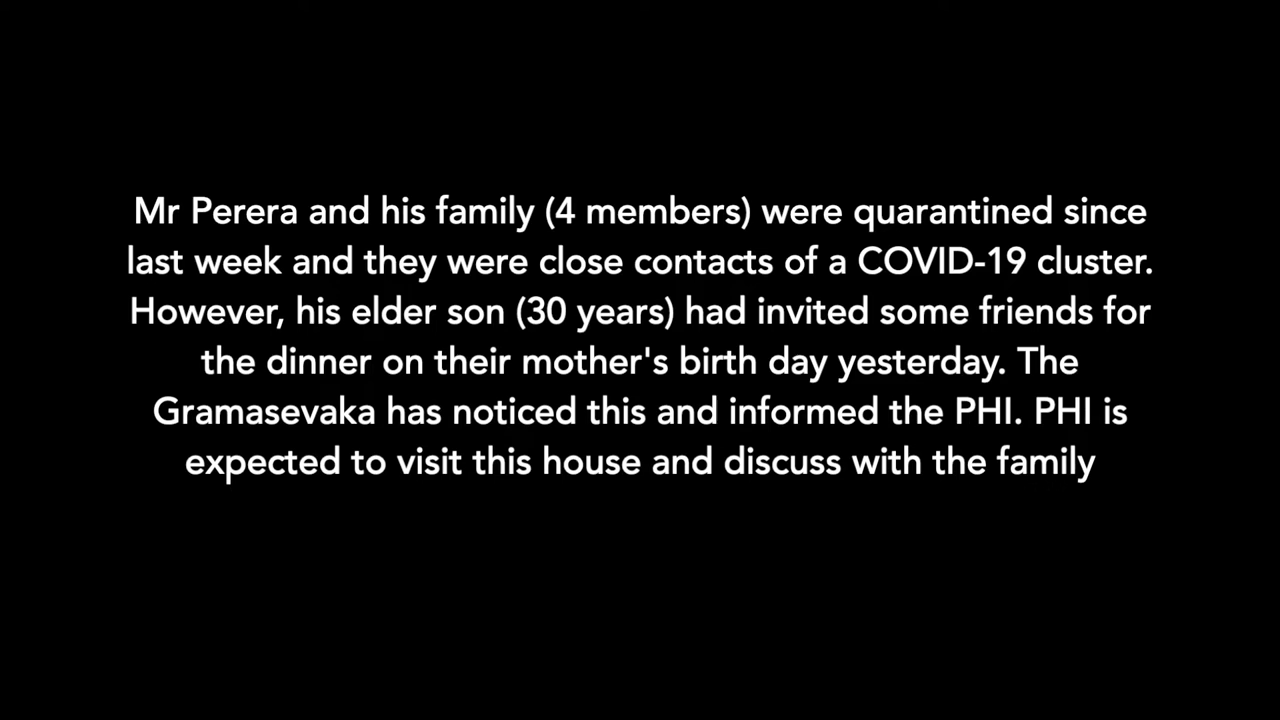 Mr Perera and his family (4 members) were quarantined since
last week and they were close contacts of a COVID-19 cluster.
However, his elder son (30 years) had invited some friends for
the dinner on their mother's birth day yesterday. The
Gramasevaka has noticed this and informed the PHI. PHI is
expected to visit this house and discuss with the family